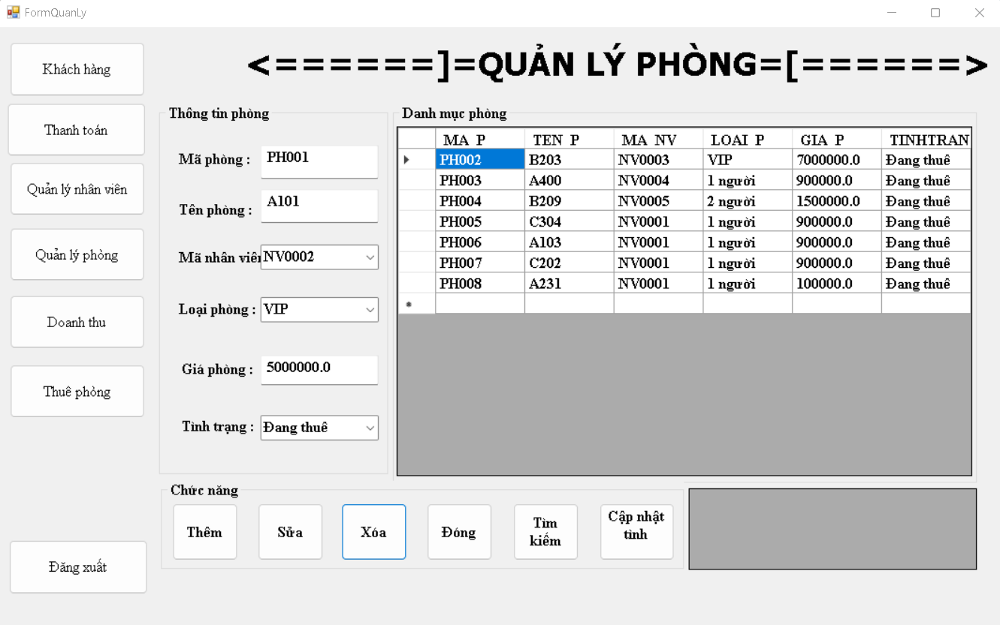 FormQuanLy
Khách hàng
Thanh toán
Quản lý nhân viên
Quản lý phòng
Doanh thu
Thuê phòng
Đăng xuất
<======]=QUẢN LÝ PHÒNG=[======>
Thông tin phòng
Mã phòng : PH001
Tên phòng : A101
Mã nhân viên NV0002
Loại phòng : VIP
Giá phòng : 5000000.0
Tình trạng : Đang thuê
Danh mục phòng
MA_P TEN_P MA_NV LOAI_P GIA_P TINHTRAN
PH002 B203 NV0003 VIP 7000000.0 Đang thuê
PH003 A400 NV0004 1 người 900000.0 Đang thuê
PH004 B209 NV0005 2 người 1500000.0 Đang thuê
PH005 C304 NV0001 1 người 900000.0 Đang thuê
PH006 A103 NV0001 1 người 900000.0 Đang thuê
PH007 C202 NV0001 1 người 900000.0 Đang thuê
PH008 A231 NV0001 1 người 100000.0 Đang thuê
Chức năng
Thêm
Sửa
Xóa
Đóng
Tìm
kiếm
Cập nhật
tình